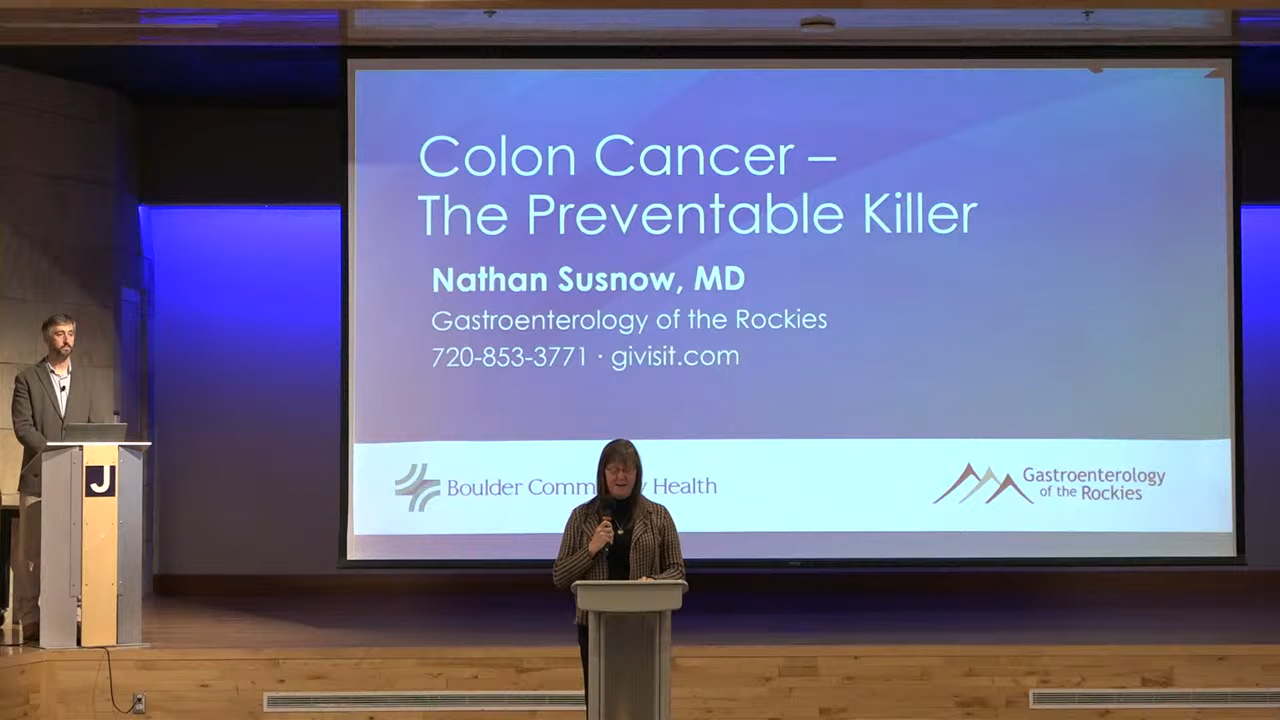 Colon Cancer –
The Preventable Killer
Nathan Susnow, MD
Gastroenterology of the Rockies
720-853-3771 · givisit.com
Boulder Comm y Health
Gastroenterology
of the Rockies
J